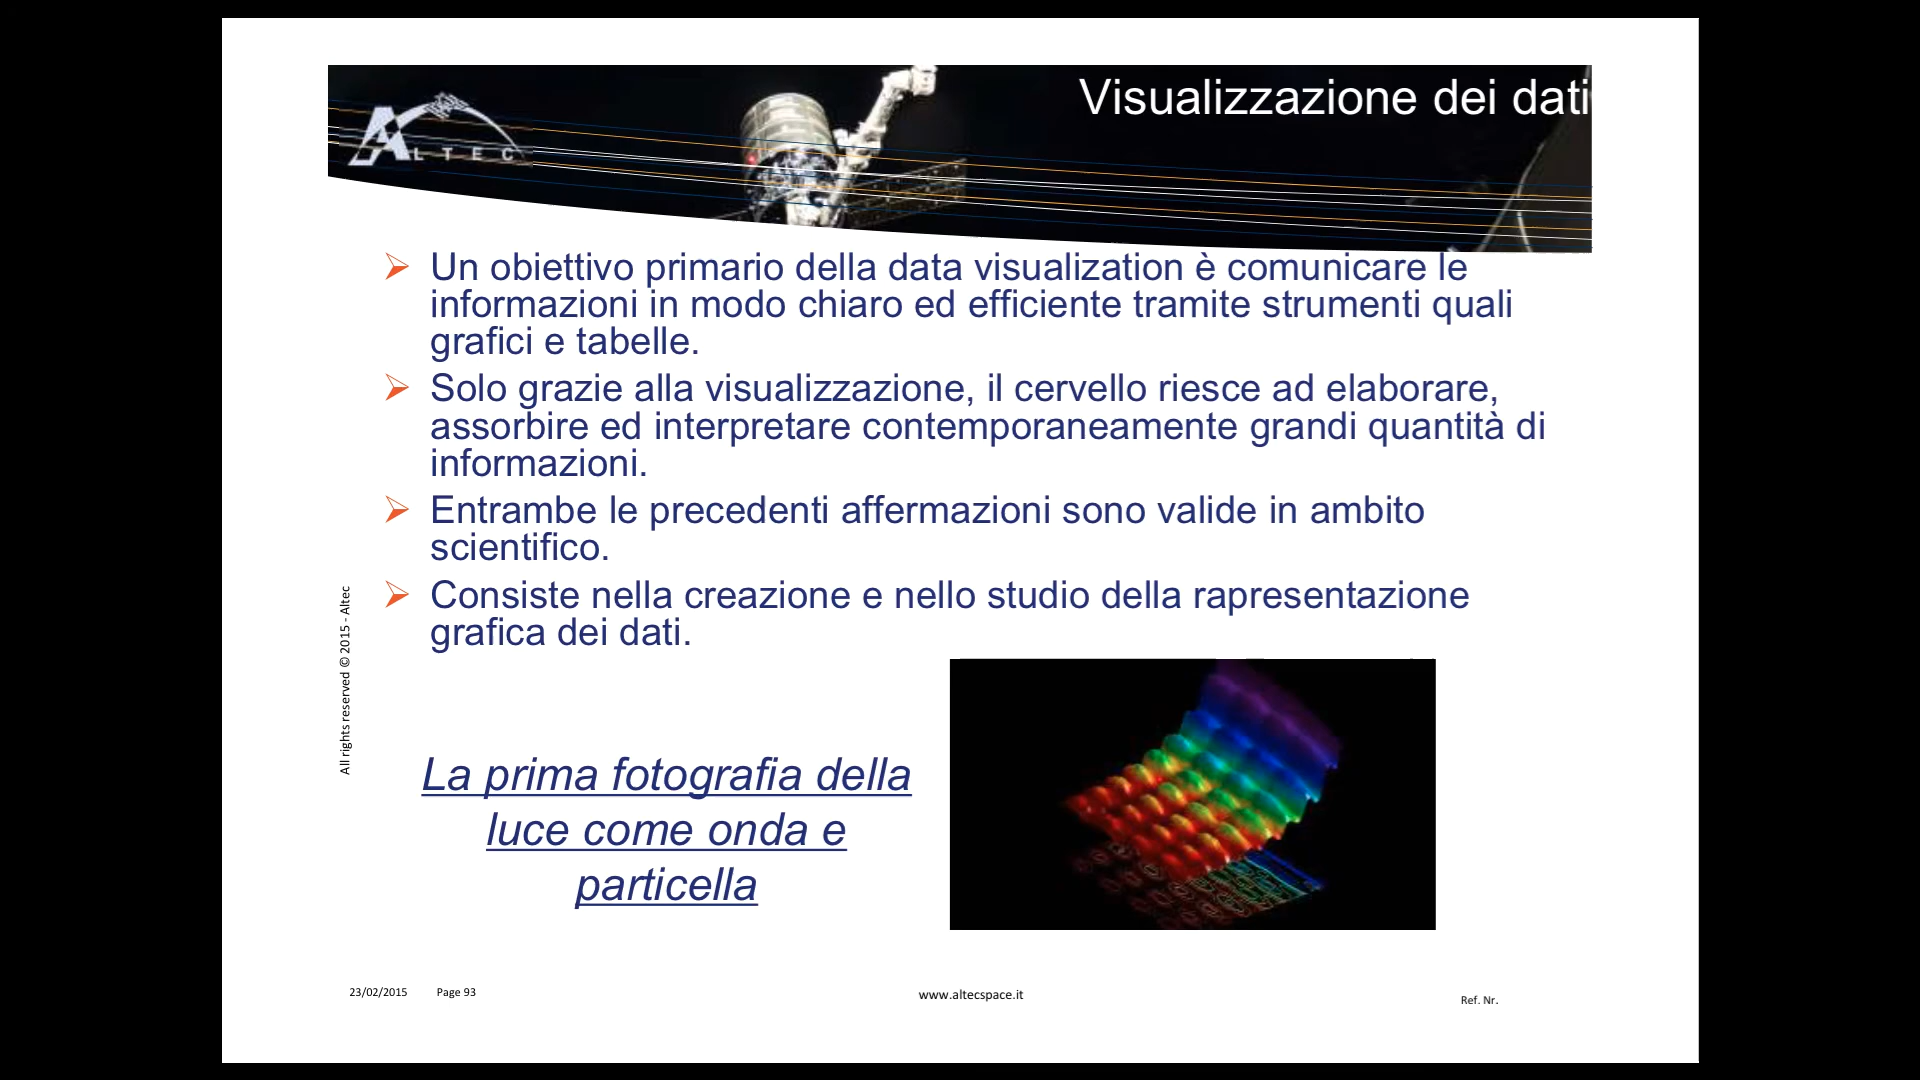 Visualizzazione dei dati
ALTEC
Un obiettivo primario della data visualization è comunicare le
informazioni in modo chiaro ed efficiente tramite strumenti quali
grafici e tabelle.
Solo grazie alla visualizzazione, il cervello riesce ad elaborare,
assorbire ed interpretare contemporaneamente grandi quantità di
informazioni.
Entrambe le precedenti affermazioni sono valide in ambito
scientifico.
Consiste nella creazione e nello studio della rapresentazione
grafica dei dati.
All rights reserved © 2015 - Altec
La prima fotografia della
luce come onda e
particella
23/02/2015 Page 93
www.altecspace.it
Ref. Nr.